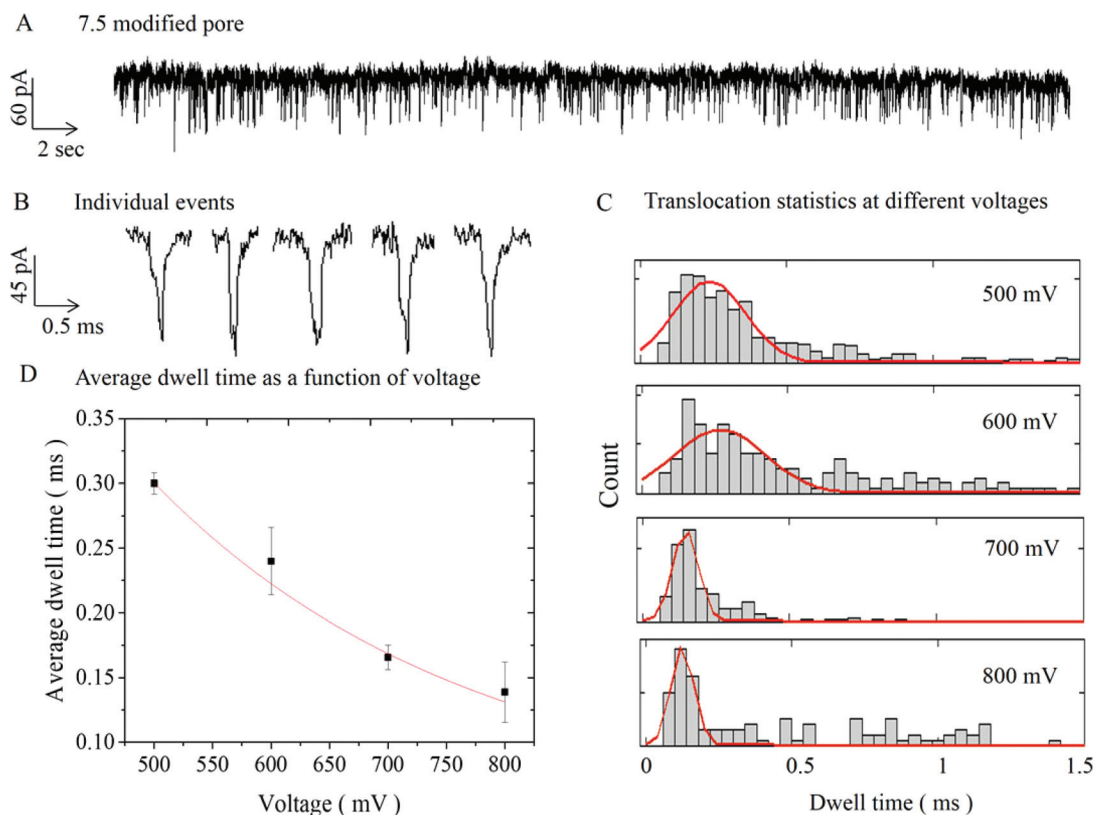 A 7.5 modified pore
60 pA
2 sec
B Individual events
45 pA
0.5 ms
C Translocation statistics at different voltages
500 mV
600 mV
700 mV
800 mV
Count
0 0.5 1 1.5
Dwell time ( ms )
D Average dwell time as a function of voltage
0.35
0.30
0.25
0.20
0.15
0.10
Average dwell time ( ms )
500 550 600 650 700 750 800
Voltage ( mV )